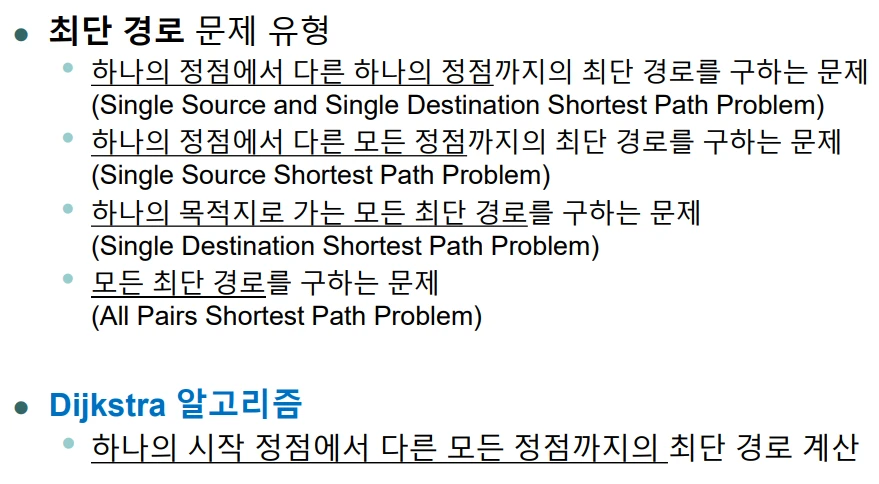 최단 경로 문제 유형
하나의 정점에서 다른 하나의 정점까지의 최단 경로를 구하는 문제
(Single Source and Single Destination Shortest Path Problem)
하나의 정점에서 다른 모든 정점까지의 최단 경로를 구하는 문제
(Single Source Shortest Path Problem)
하나의 목적지로 가는 모든 최단 경로를 구하는 문제
(Single Destination Shortest Path Problem)
모든 최단 경로를 구하는 문제
(All Pairs Shortest Path Problem)
Dijkstra 알고리즘
하나의 시작 정점에서 다른 모든 정점까지의 최단 경로 계산